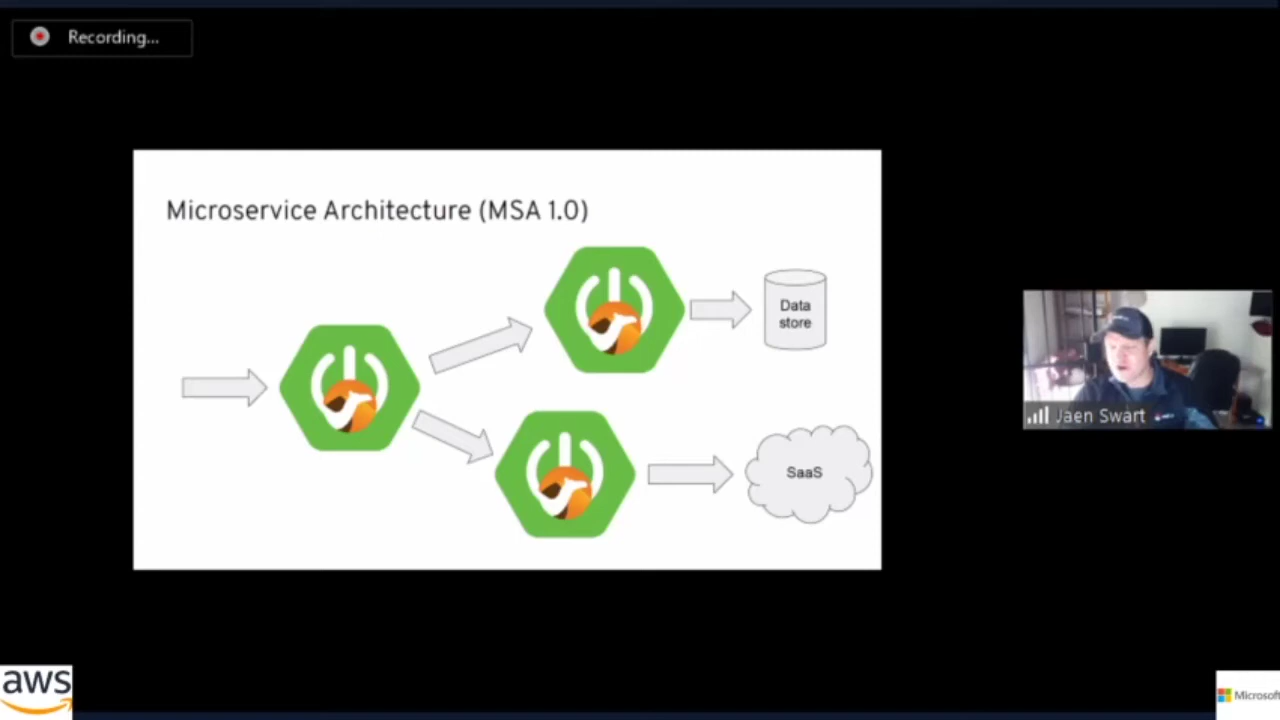 Recording...
Microservice Architecture (MSA 1.0)
Data
store
SaaS
Jaen Swart
aws
Microsoft